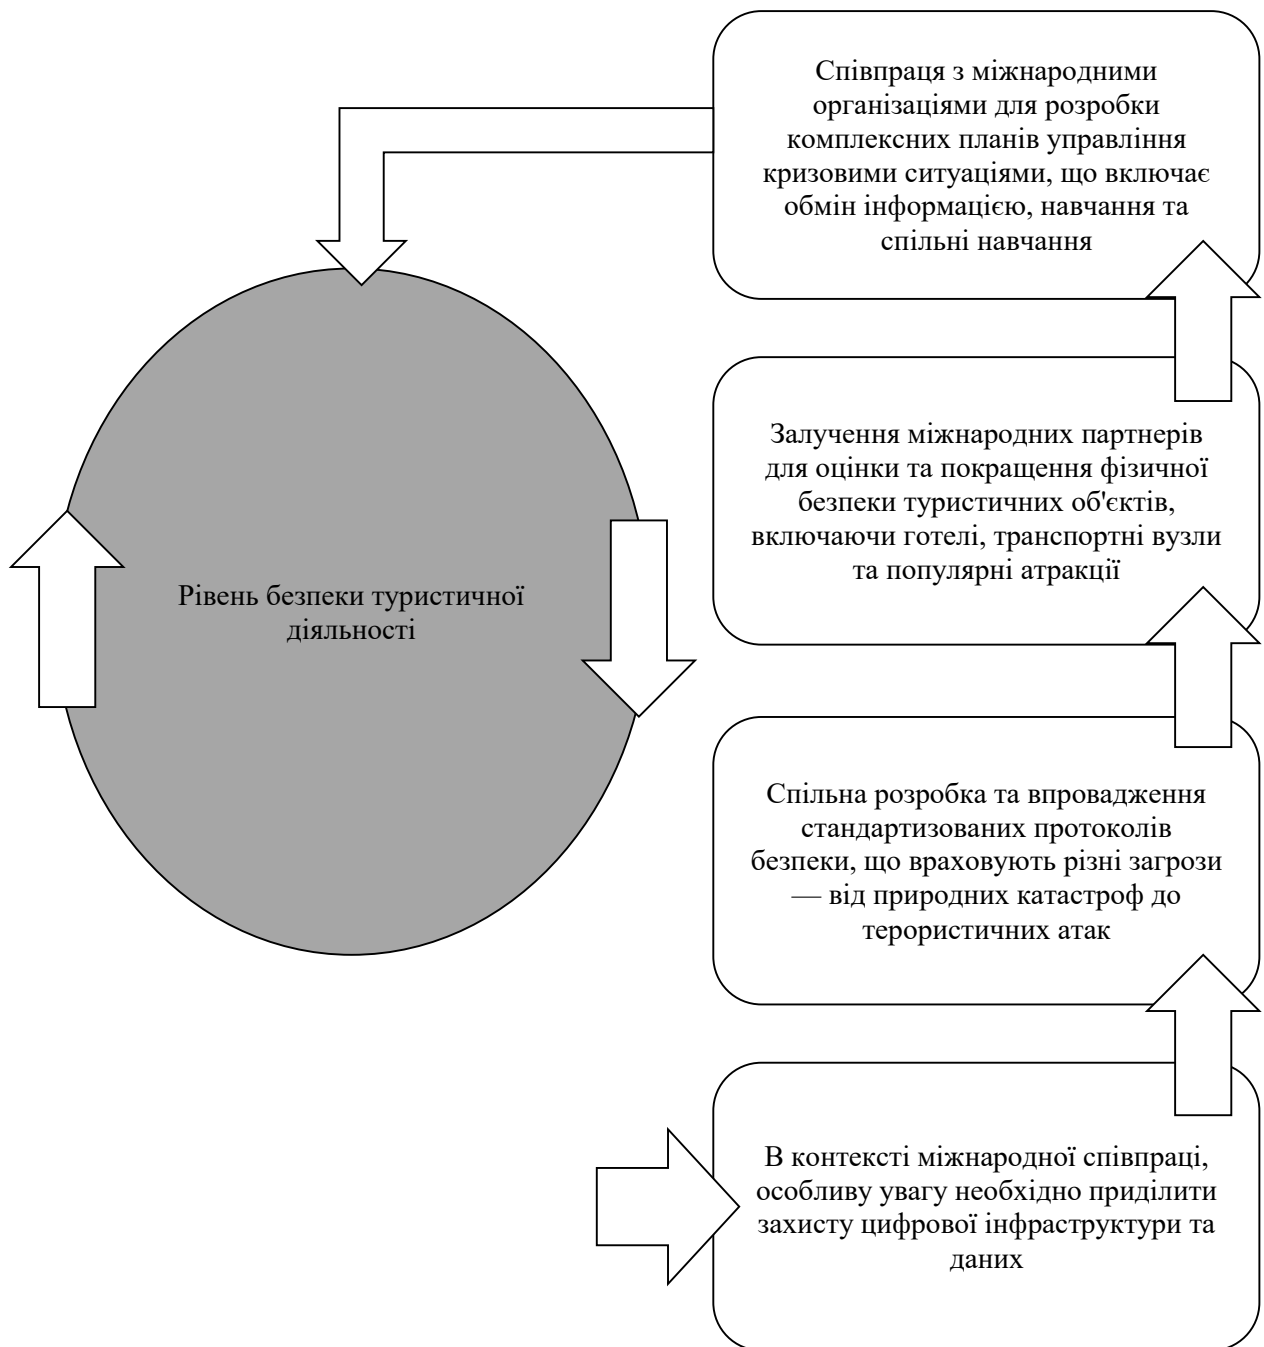 Співпраця з міжнародними
організаціями для розробки
комплексних планів управління
кризовими ситуаціями, що включає
обмін інформацією, навчання та
спільні навчання
Залучення міжнародних партнерів
для оцінки та покращення фізичної
безпеки туристичних об'єктів,
включаючи готелі, транспортні вузли
та популярні атракції
Рівень безпеки туристичної
діяльності
Спільна розробка та впровадження
стандартизованих протоколів
безпеки, що враховують різні загрози
— від природних катастроф до
терористичних атак
В контексті міжнародної співпраці,
особливу увагу необхідно приділити
захисту цифрової інфраструктури та
даних